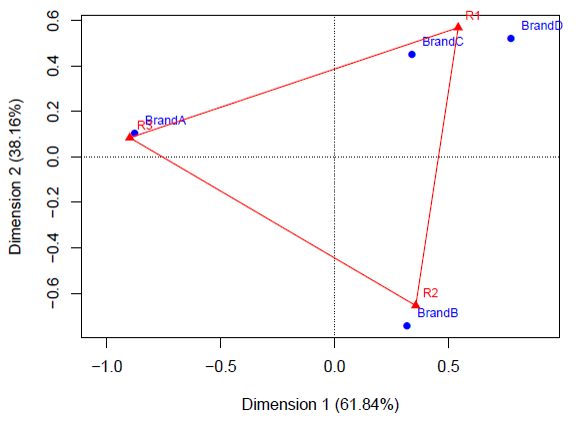 R1
BrandD
BrandC
BrandA
R3
R2
BrandB
0.6
0.4
0.2
0.0
−0.2
−0.4
−0.6
Dimension 2 (38.16%)
−1.0
−0.5
0.0
0.5
Dimension 1 (61.84%)